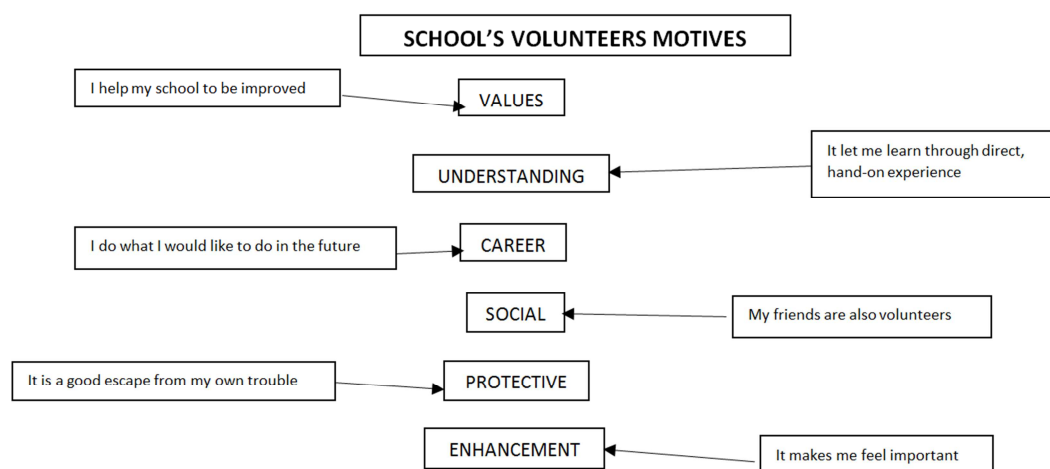 SCHOOL'S VOLUNTEERS MOTIVES
I help my school to be improved
VALUES
It let me learn through direct,
hand-on experience
UNDERSTANDING
I do what I would like to do in the future
CAREER
SOCIAL
My friends are also volunteers
It is a good escape from my own trouble
PROTECTIVE
ENHANCEMENT
It makes me feel important